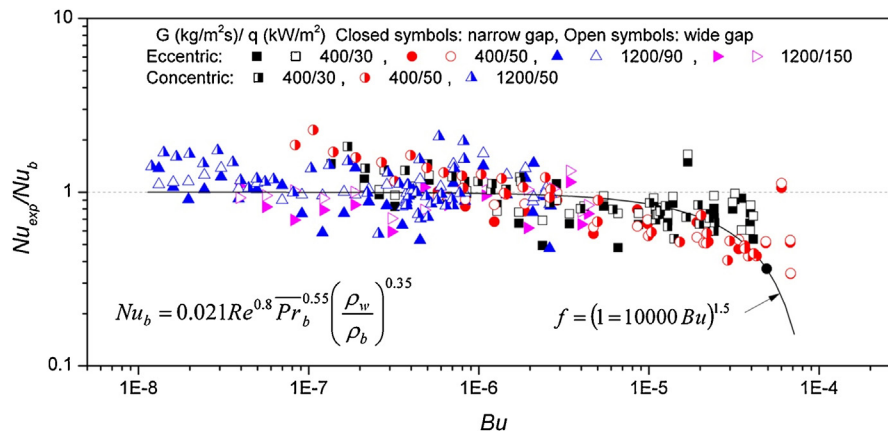 G (kg/m²s)/ q (kW/m²)  Closed symbols: narrow gap, Open symbols: wide gap
Eccentric: ■ □ 400/30 , ● ○ 400/50 , ▲ △ 1200/90 , ► ▷ 1200/150
Concentric: ◨ 400/30 , ◑ 400/50 , ◮ 1200/50
10
1
0.1
Nu_exp/Nu_b
Nu_b = 0.021Re^0.8 P̅r̅_b^0.55 (ρ_w/ρ_b)^0.35
f = (1=10000 Bu)^1.5
1E-8 1E-7 1E-6 1E-5 1E-4
Bu